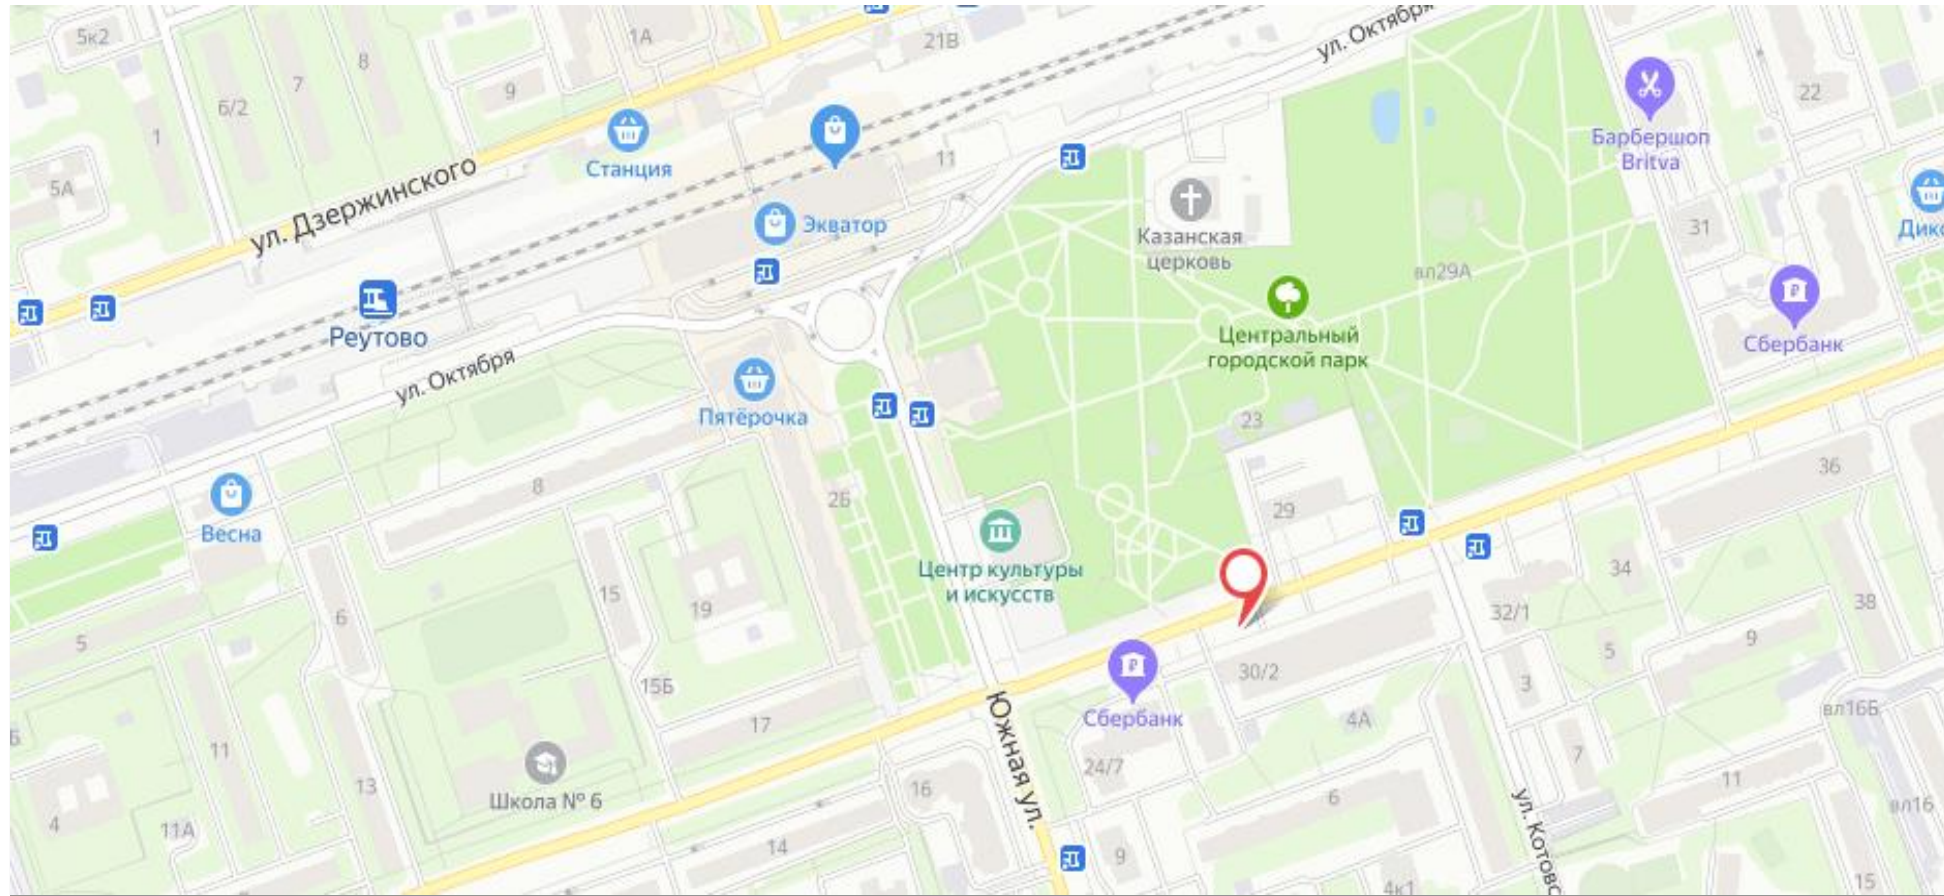 5к2
7
8
1А
21В
ул. Октября
6/2
9
22
1
Станция
Барбершоп
Britva
11
5А
ул. Дзержинского
Экватор
Казанская
церковь
31
Дикс
вл29А
Реутово
Центральный
городской парк
Сбербанк
ул. Октября
Пятёрочка
23
8
2Б
36
Весна
29
Центр культуры
и искусств
34
15
19
6
32/1
38
5
9
5
15Б
30/2
3
17
Сбербанк
4А
вл16Б
Б
11
Южная ул.
7
Школа № 6
13
24/7
16
6
11
вл16
4
11А
14
9
ул. Котовс
4к1
15